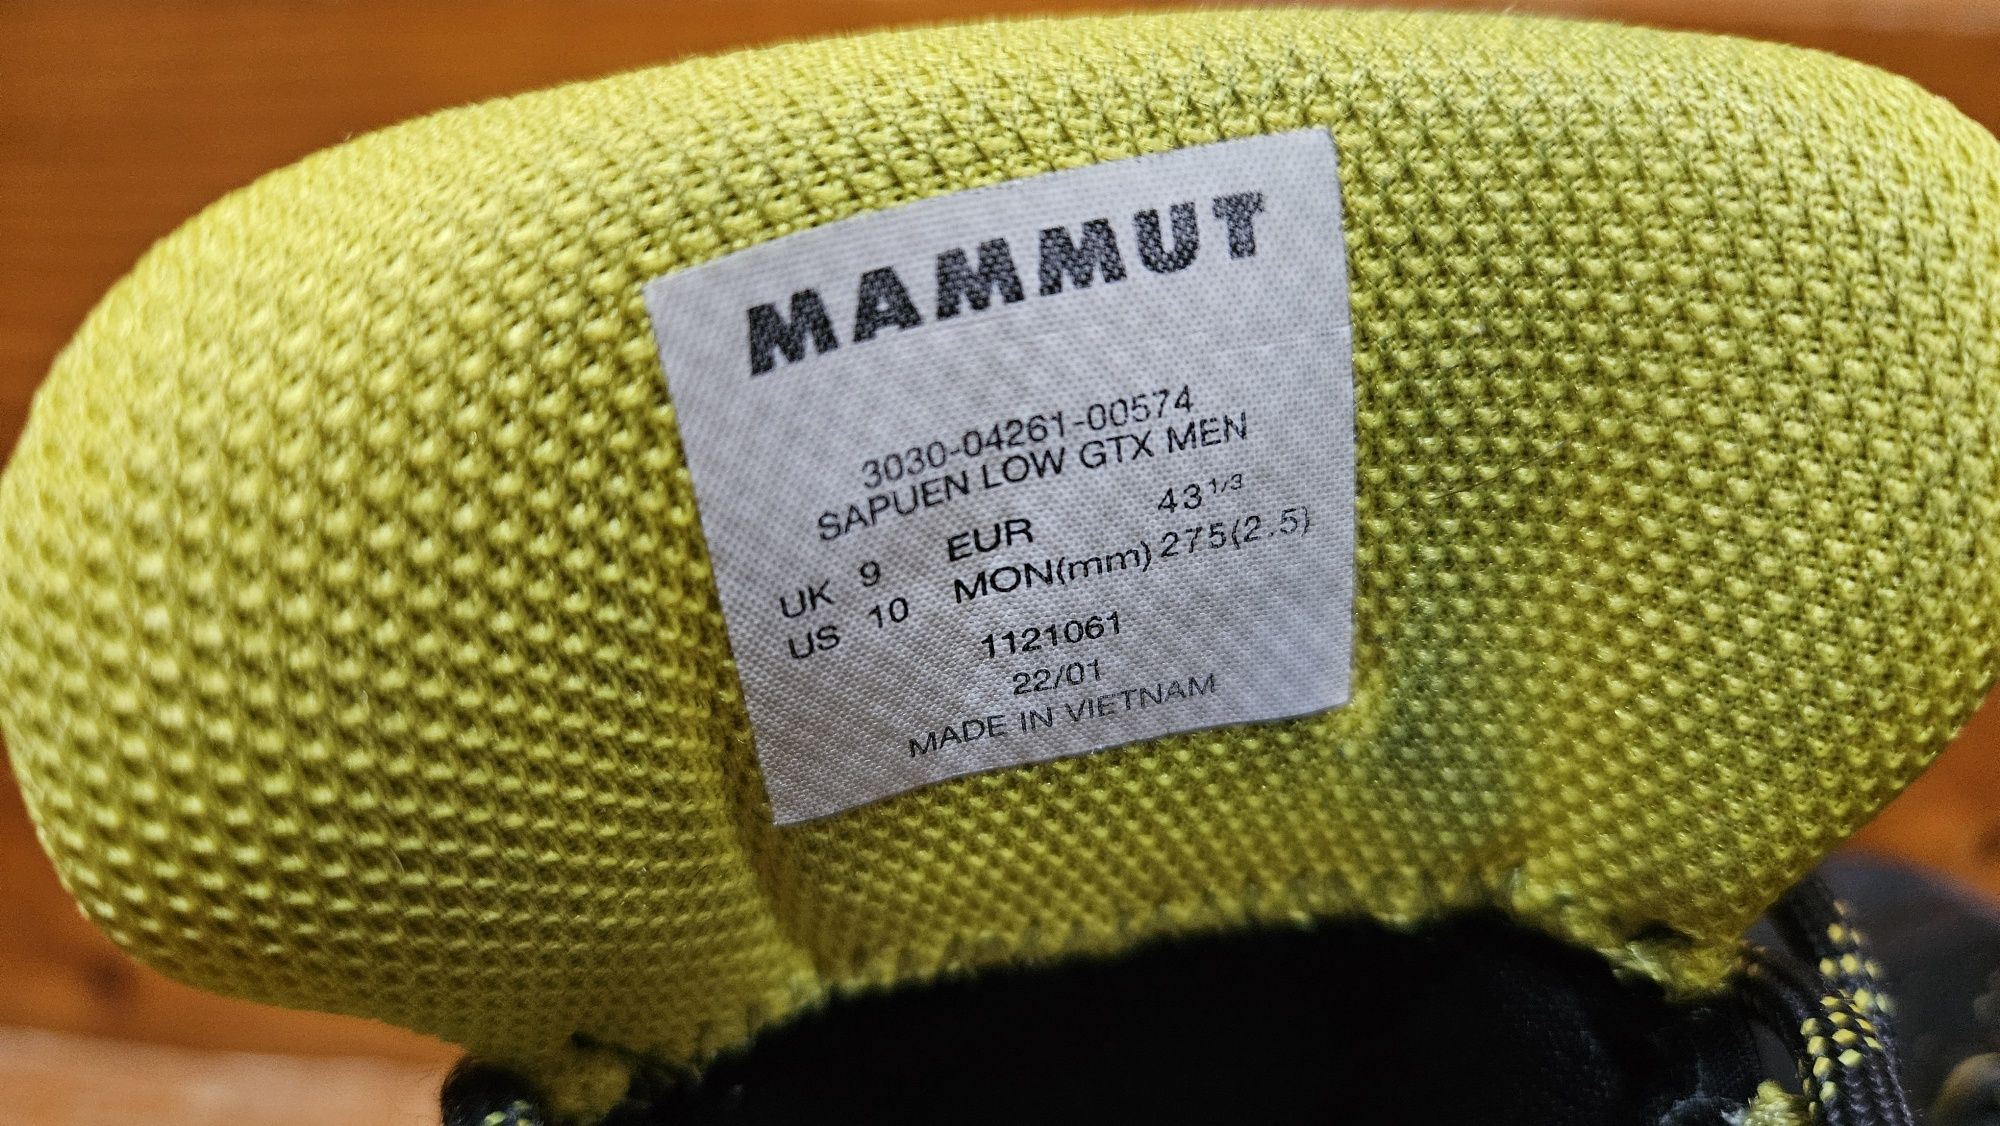 MAMMUT
3030-04261-00574
SAPUEN LOW GTX MEN
UK 9 EUR 43 1/3
US 10 MON(mm) 275(2.5)
1121061
22/01
MADE IN VIETNAM